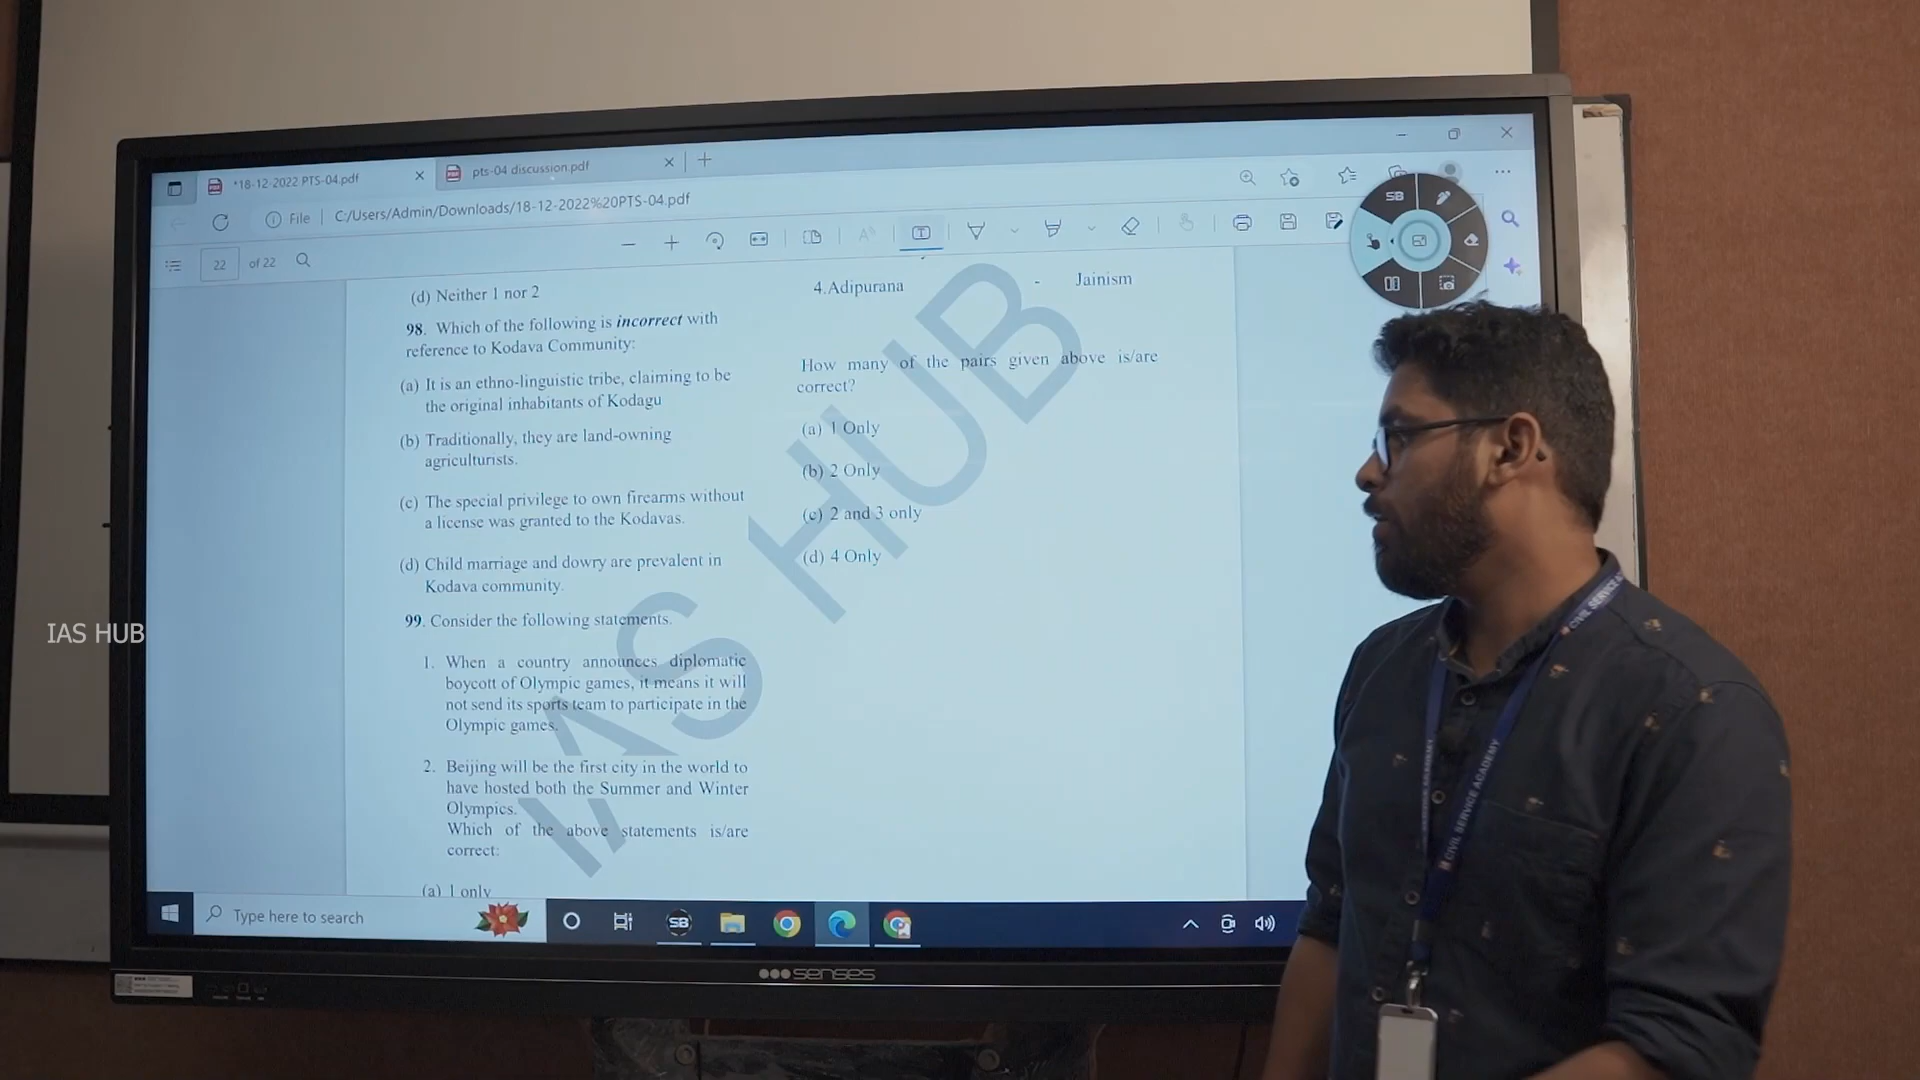 *18-12-2022 PTS-04.pdf
pts-04 discussion.pdf
File
C:/Users/Admin/Downloads/18-12-2022%20PTS-04.pdf
22 of 22
SB
(d) Neither 1 nor 2
98. Which of the following is incorrect with
reference to Kodava Community:
(a) It is an ethno-linguistic tribe, claiming to be
the original inhabitants of Kodagu
(b) Traditionally, they are land-owning
agriculturists.
(c) The special privilege to own firearms without
a license was granted to the Kodavas.
(d) Child marriage and dowry are prevalent in
Kodava community.
99. Consider the following statements.
1. When a country announces diplomatic
boycott of Olympic games, it means it will
not send its sports team to participate in the
Olympic games.
2. Beijing will be the first city in the world to
have hosted both the Summer and Winter
Olympics.
Which of the above statements is/are
correct:
(a) 1 only
4.Adipurana - Jainism
How many of the pairs given above is/are
correct?
(a) 1 Only
(b) 2 Only
(c) 2 and 3 only
(d) 4 Only
IAS HUB
IAS HUB
Type here to search
SB
senses
CIVIL SERVICE A
CIVIL SERVICE ACADEMY